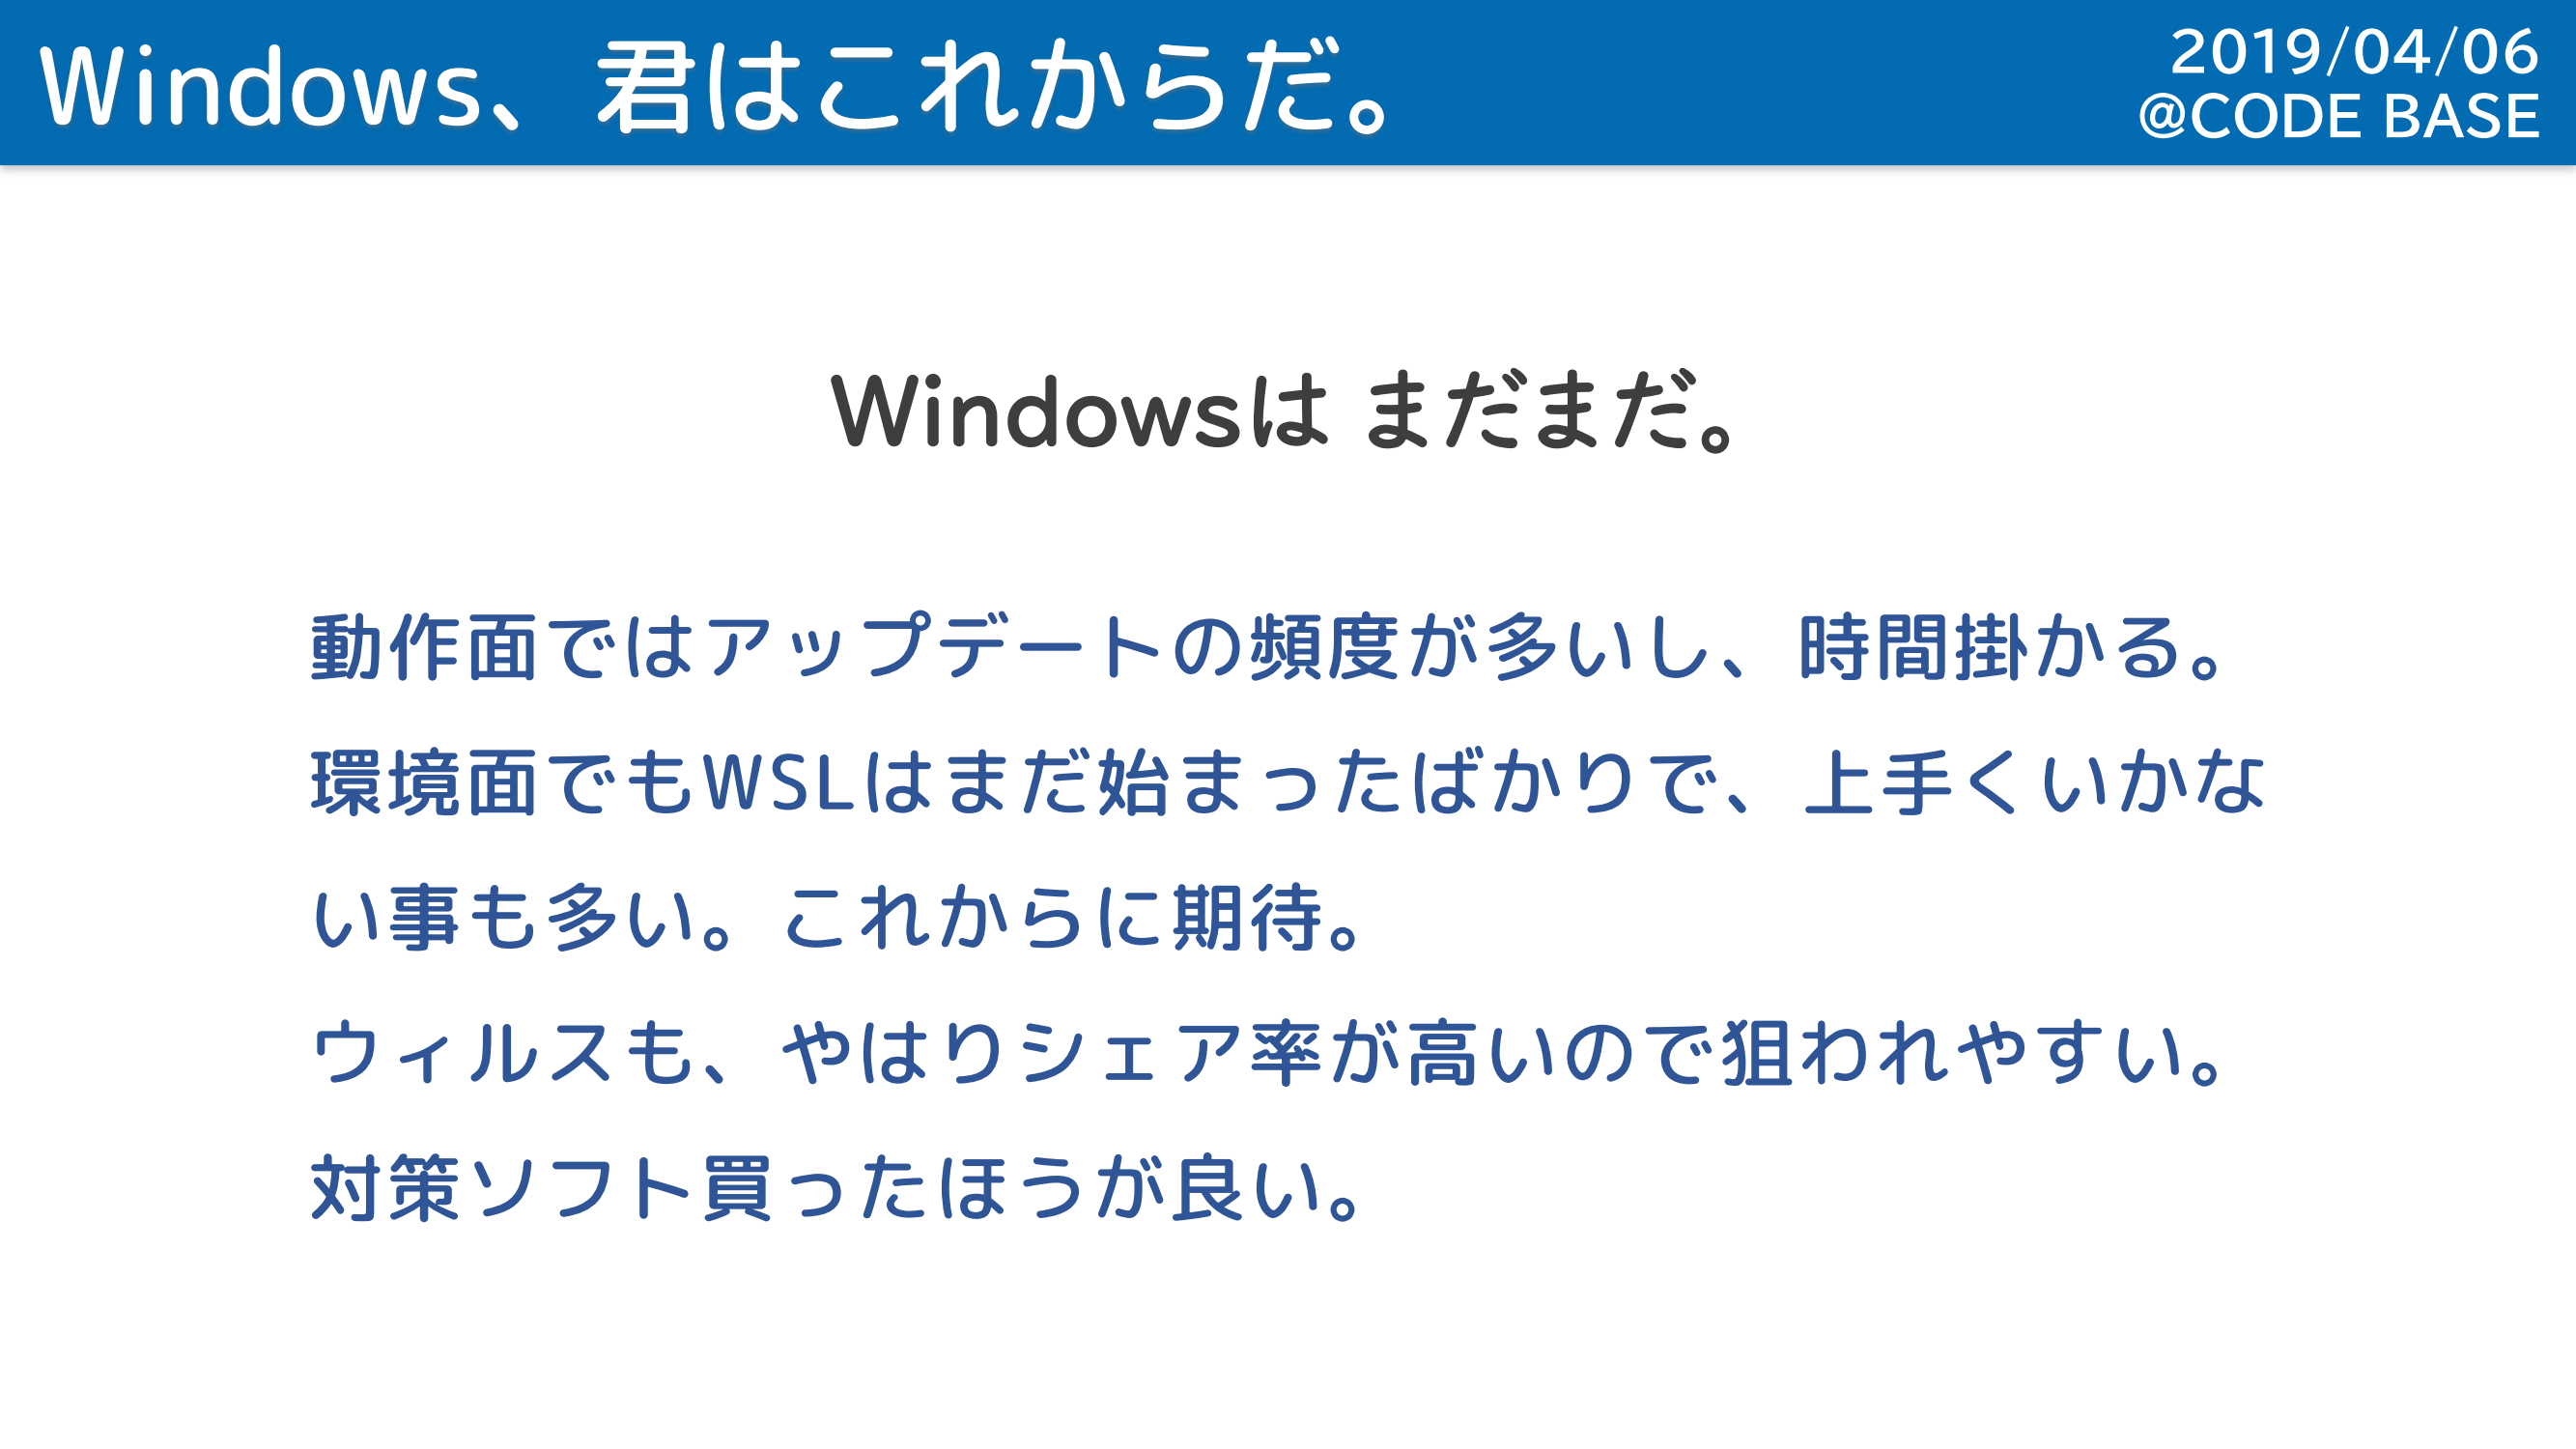 Windows、君はこれからだ。
2019/04/06
@CODE BASE
Windowsは まだまだ。
動作面ではアップデートの頻度が多いし、時間掛かる。
環境面でもWSLはまだ始まったばかりで、上手くいかな
い事も多い。これからに期待。
ウィルスも、やはりシェア率が高いので狙われやすい。
対策ソフト買ったほうが良い。